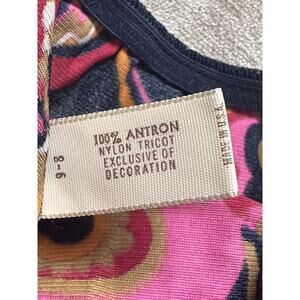 100% ANTRON
NYLON TRICOT
EXCLUSIVE OF
DECORATION
MADE IN U.S.A.
9-8